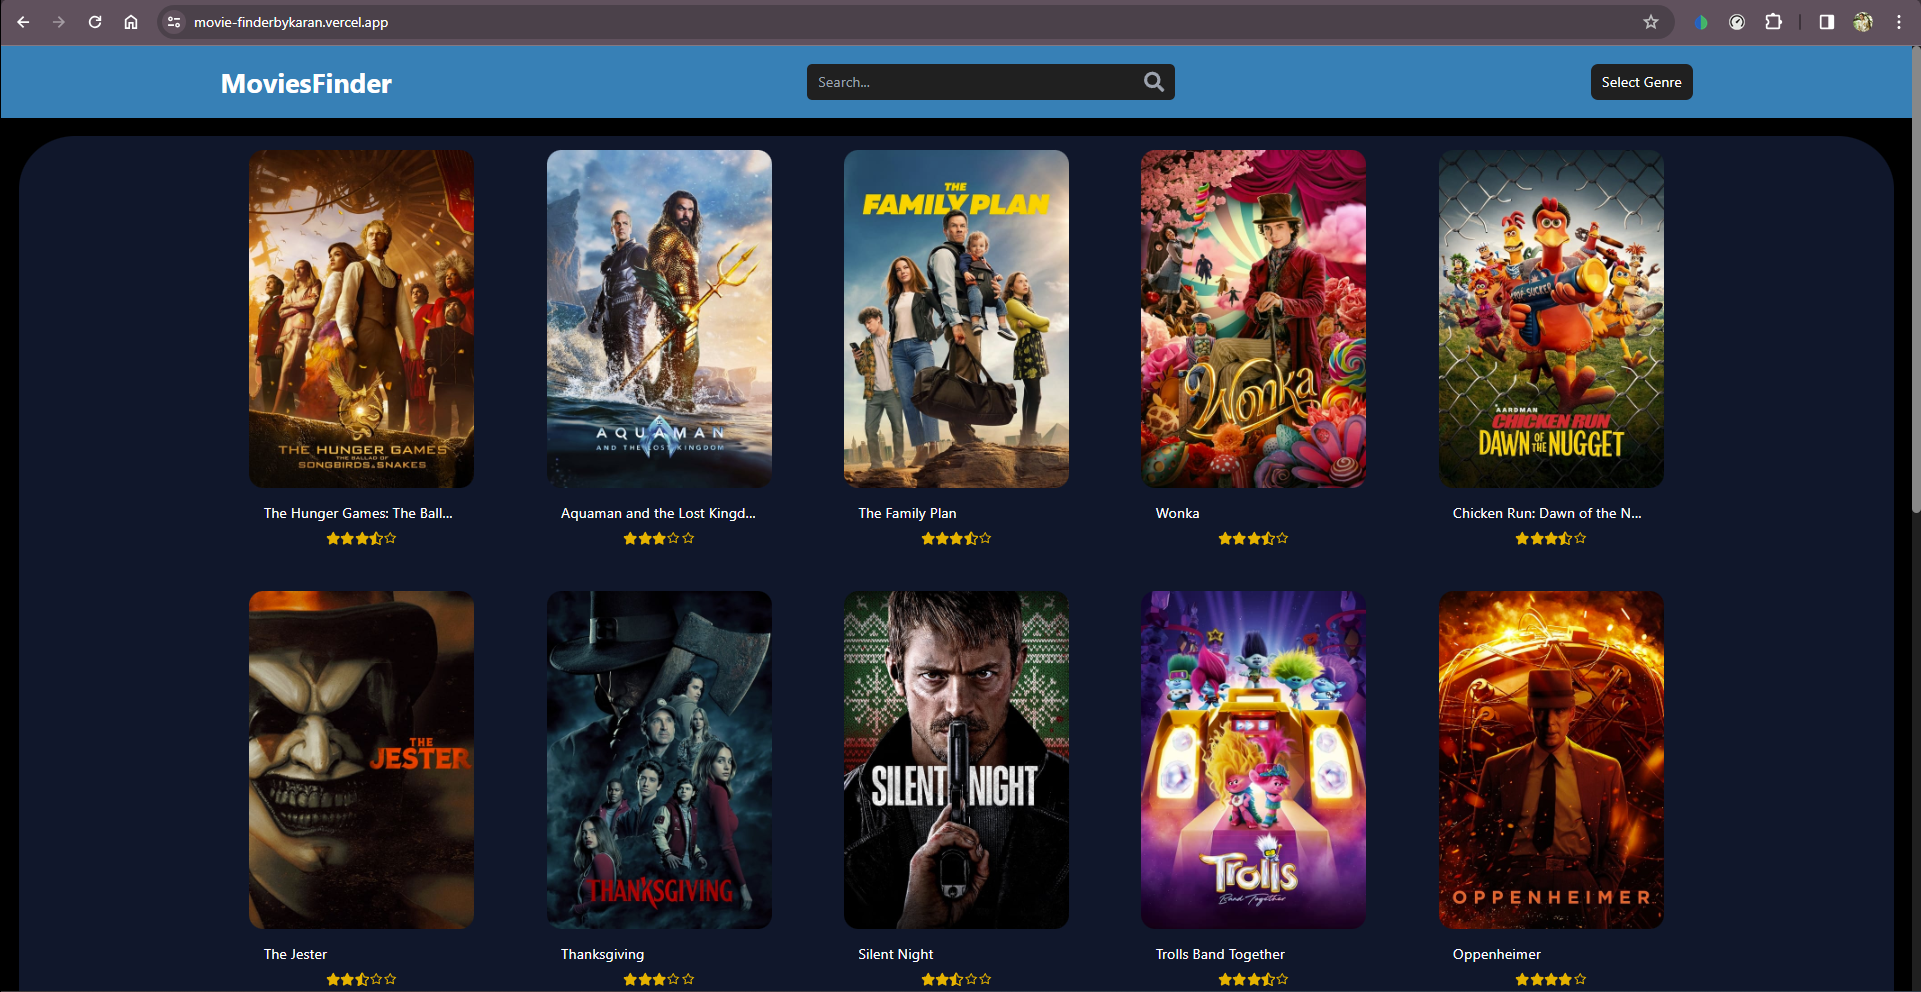 movie-finderbykaran.vercel.app
MoviesFinder
Search...
Select Genre
THE HUNGER GAMES
THE BALLAD OF
SONGBIRDS & SNAKES
AQUAMAN
AND THE LOST KINGDOM
THE
FAMILY PLAN
Wonka
POP-SUCKER
AARDMAN
CHICKEN RUN
DAWN OF THE NUGGET
The Hunger Games: The Ball...
Aquaman and the Lost Kingd...
The Family Plan
Wonka
Chicken Run: Dawn of the N...
THE
JESTER
THANKSGIVING
SILENT NIGHT
Trolls
Band Together
OPPENHEIMER
The Jester
Thanksgiving
Silent Night
Trolls Band Together
Oppenheimer